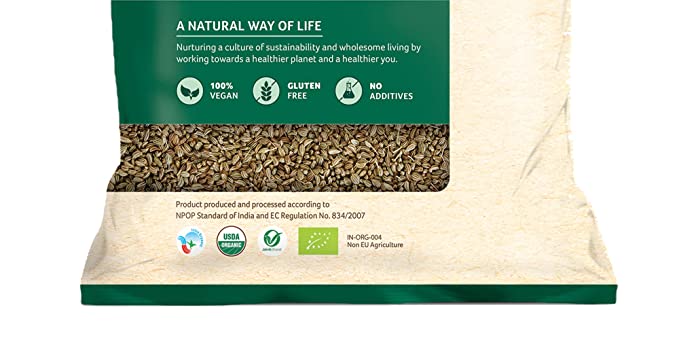 A NATURAL WAY OF LIFE
Nurturing a culture of sustainability and wholesome living by
working towards a healthier planet and a healthier you.
100%
VEGAN
GLUTEN
FREE
NO
ADDITIVES
Product produced and processed according to
NPOP Standard of India and EC Regulation No. 834/2007
USDA
ORGANIC
IN-ORG-004
Non EU Agriculture